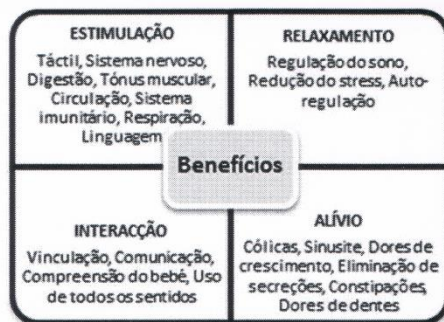 ESTIMULAÇÃO
Táctil, Sistema nervoso,
Digestão, Tónus muscular,
Circulação, Sistema
imunitário, Respiração,
Linguagem
RELAXAMENTO
Regulação do sono,
Redução do stress, Auto-
regulação
Benefícios
INTERACÇÃO
Vinculação, Comunicação,
Compreensão do bebé, Uso
de todos os sentidos
ALÍVIO
Cólicas, Sinusite, Dores de
crescimento, Eliminação de
secreções, Constipações,
Dores de dentes